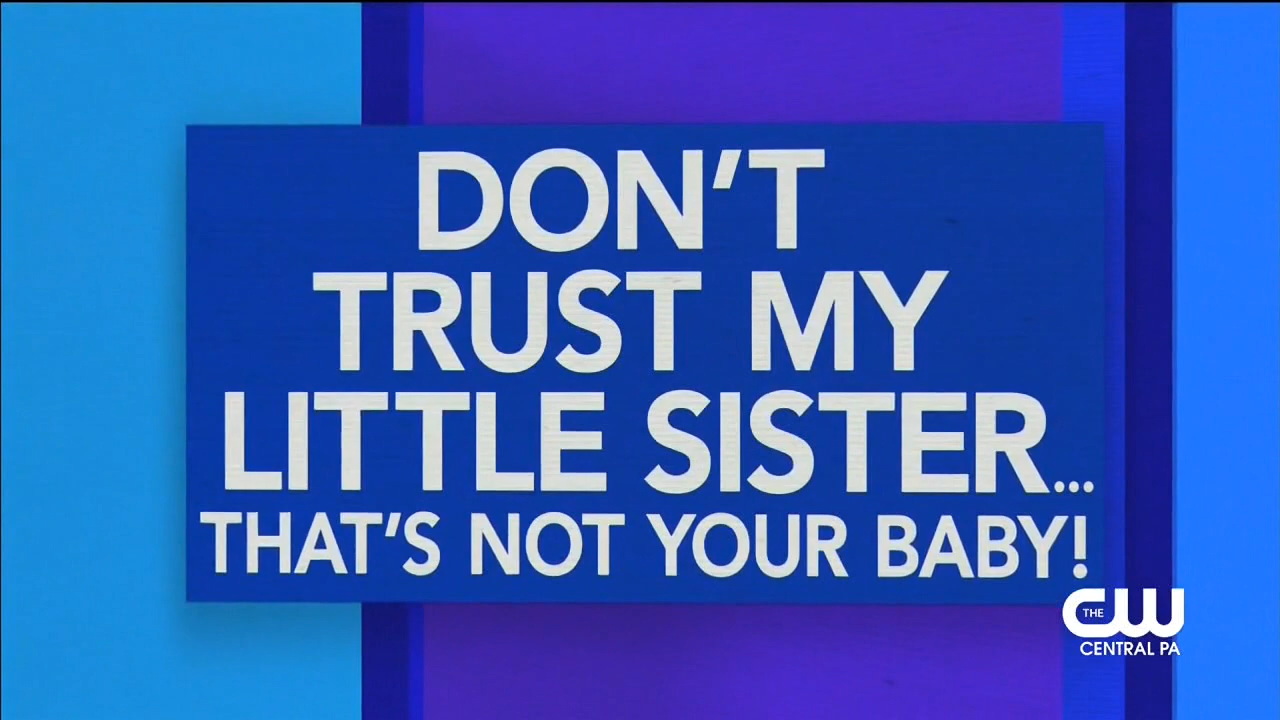 DON'T
TRUST MY
LITTLE SISTER...
THAT'S NOT YOUR BABY!
THE CW
CENTRAL PA